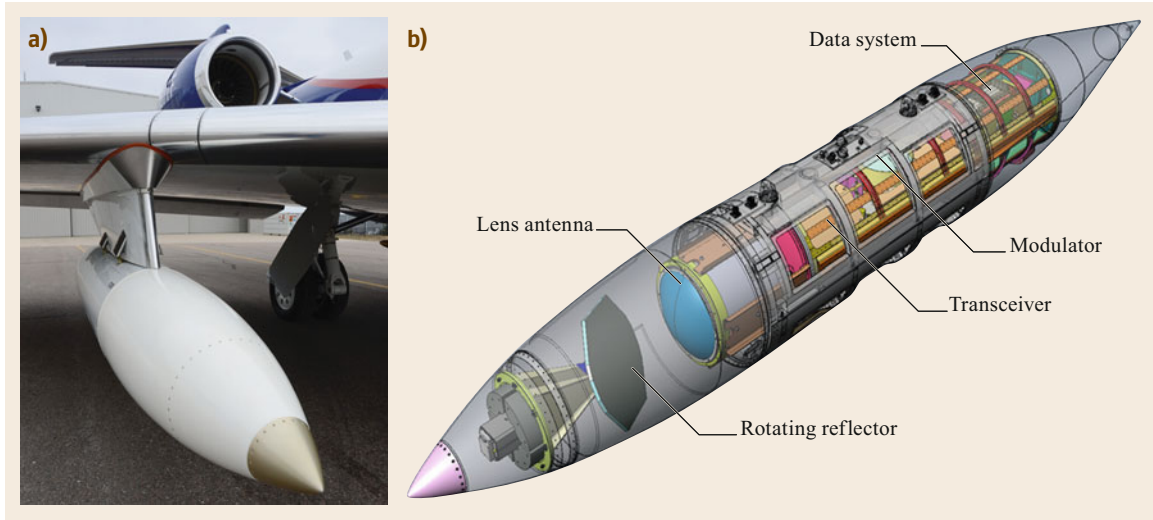 a)
b)
Data system
Lens antenna
Modulator
Transceiver
Rotating reflector